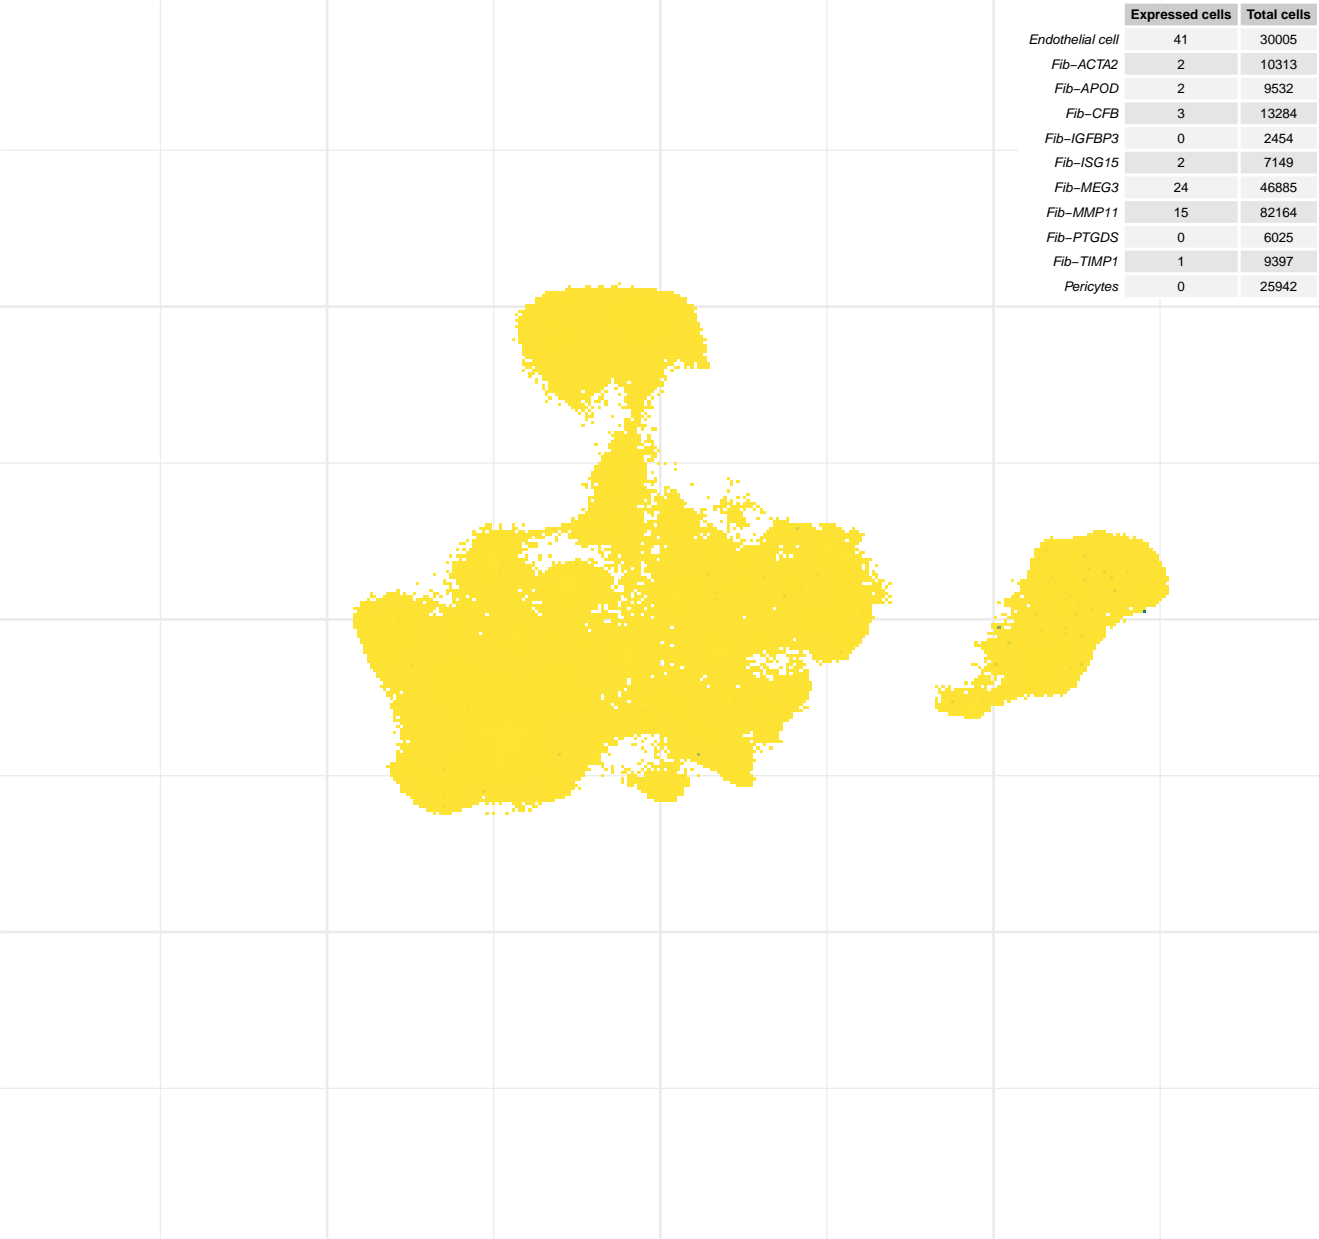 Expressed cells Total cells
Endothelial cell 41 30005
Fib−ACTA2 2 10313
Fib−APOD 2 9532
Fib−CFB 3 13284
Fib−IGFBP3 0 2454
Fib−ISG15 2 7149
Fib−MEG3 24 46885
Fib−MMP11 15 82164
Fib−PTGDS 0 6025
Fib−TIMP1 1 9397
Pericytes 0 25942